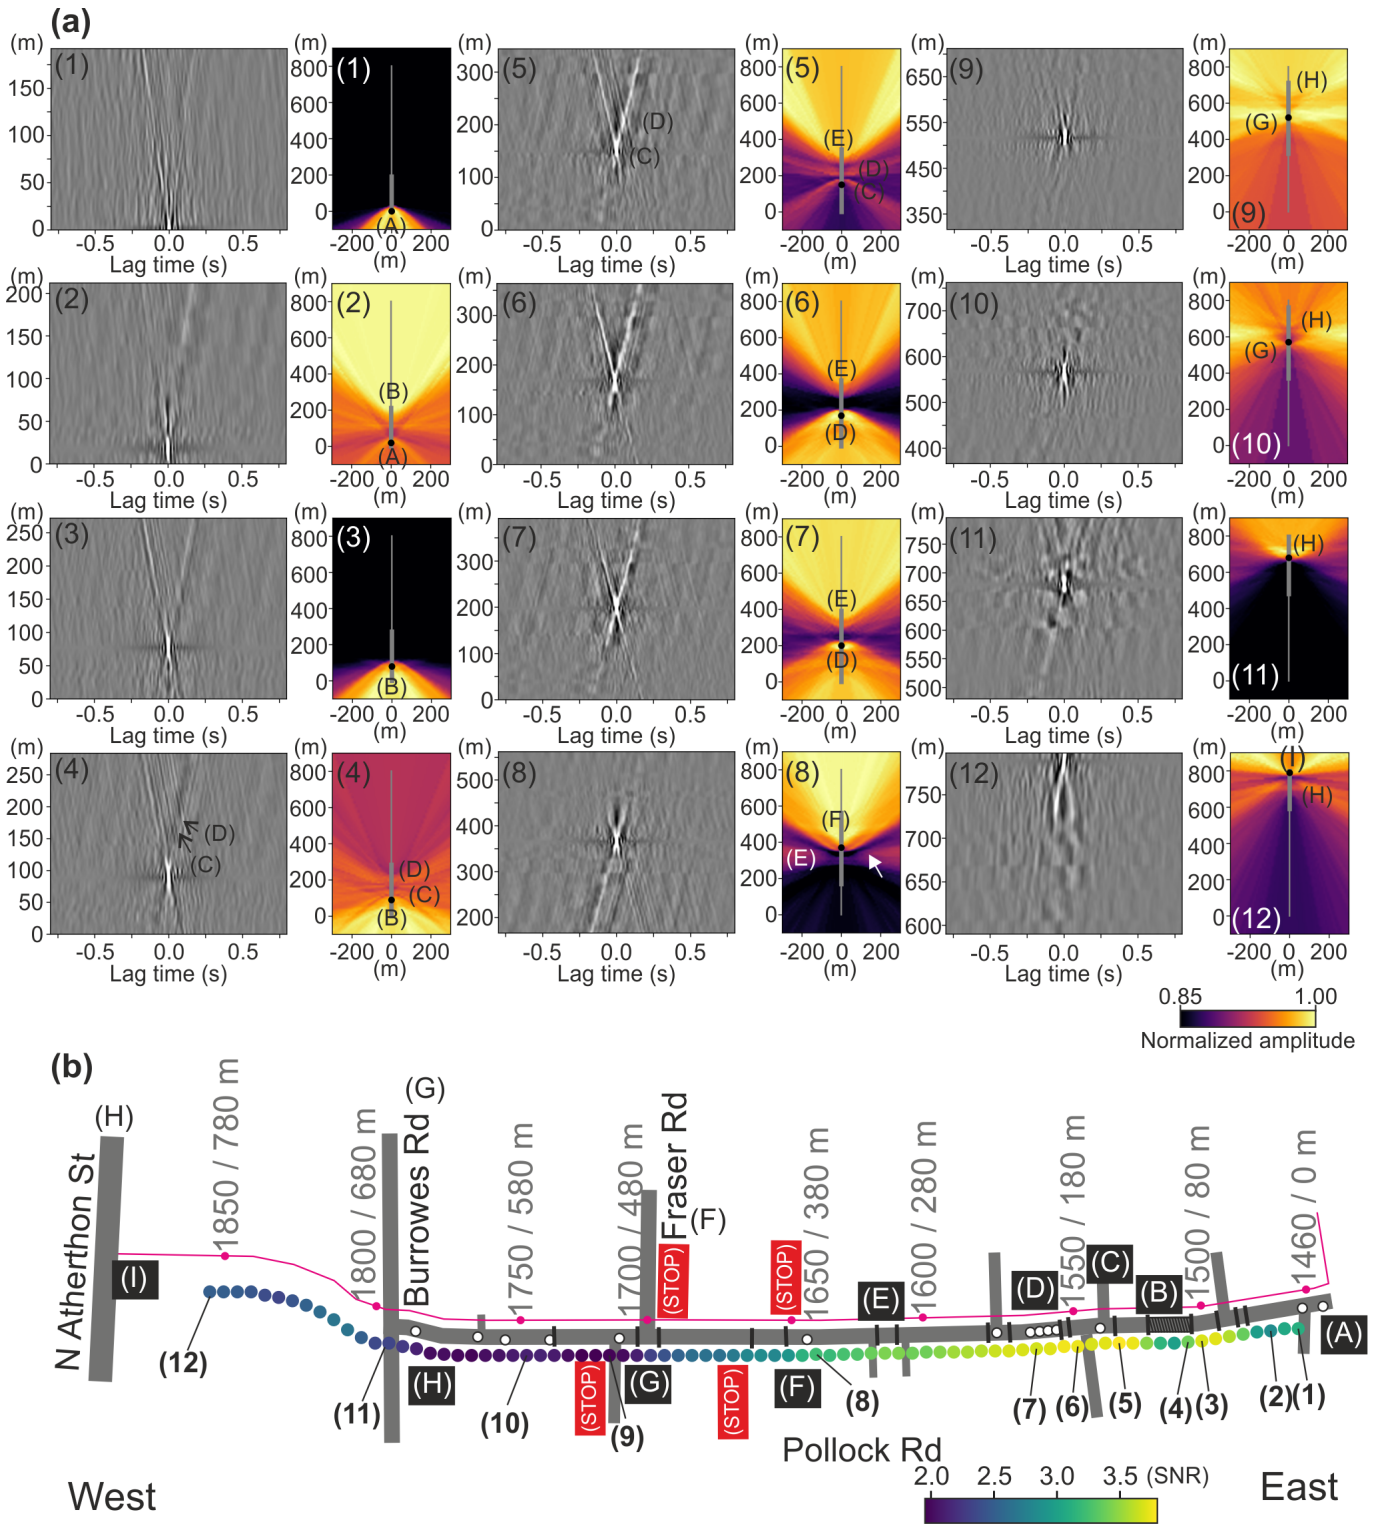 (a)
(m) (m) (m) (m) (m) (m)
(1) 150 100 50 0 -0.5 0.0 0.5 Lag time (s)
(1) 800 600 400 200 0 (A) -200 200 (m)
(5) 300 200 100 0 (D) (C) -0.5 0.0 0.5 Lag time (s)
(5) 800 600 400 200 0 (E) (D) (C) -200 200 (m)
(9) 650 550 450 350 -0.5 0.0 0.5 Lag time (s)
(9) 800 600 400 200 0 (H) (G) -200 200 (m)
(m) (m) (m) (m) (m) (m)
(2) 200 150 100 50 0 -0.5 0.0 0.5 Lag time (s)
(2) 800 600 400 200 0 (B) (A) -200 200 (m)
(6) 300 200 100 0 -0.5 0.0 0.5 Lag time (s)
(6) 800 600 400 200 0 (E) (D) -200 200 (m)
(10) 700 600 500 400 -0.5 0.0 0.5 Lag time (s)
(10) 800 600 400 200 0 (H) (G) -200 200 (m)
(m) (m) (m) (m) (m) (m)
(3) 250 200 150 100 50 0 -0.5 0.0 0.5 Lag time (s)
(3) 800 600 400 200 0 (B) -200 200 (m)
(7) 300 200 100 0 -0.5 0.0 0.5 Lag time (s)
(7) 800 600 400 200 0 (E) (D) -200 200 (m)
(11) 750 700 650 600 550 500 -0.5 0.0 0.5 Lag time (s)
(11) 800 600 400 200 0 (H) -200 200 (m)
(m) (m) (m) (m) (m) (m)
(4) 250 200 150 100 50 0 (D) (C) -0.5 0.0 0.5 Lag time (s)
(4) 800 600 400 200 0 (D) (C) (B) -200 200 (m)
(8) 500 400 300 200 -0.5 0.0 0.5 Lag time (s)
(8) 800 600 400 200 0 (F) (E) -200 200 (m)
(12) 750 700 650 600 -0.5 0.0 0.5 Lag time (s)
(12) 800 600 400 200 0 (I) (H) -200 200 (m)
0.85 1.00
Normalized amplitude
(b)
(H)
N Atherthon St
1850 / 780 m
1800 / 680 m
(G)
Burrowes Rd
1750 / 580 m
1700 / 480 m
Fraser Rd
(F)
(STOP)
(STOP)
1650 / 380 m
1600 / 280 m
1550 / 180 m
1500 / 80 m
1460 / 0 m
(I)
(E)
(D)
(C)
(B)
(A)
(H)
(STOP)
(G)
(STOP)
(F)
(12)
(11)
(10)
(9)
(8)
(7)
(6)
(5)
(4)
(3)
(2)
(1)
Pollock Rd
West
2.0 2.5 3.0 3.5 (SNR)
East